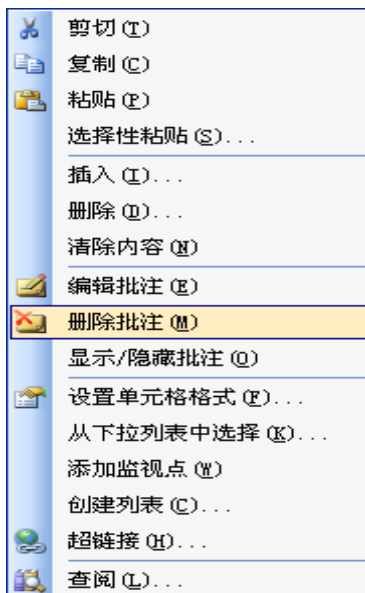 剪切(T)
复制(C)
粘贴(P)
选择性粘贴(S)...
插入(I)...
删除(D)...
清除内容(N)
编辑批注(E)
删除批注(M)
显示/隐藏批注(O)
设置单元格格式(F)...
从下拉列表中选择(K)...
添加监视点(W)
创建列表(C)...
超链接(H)...
查阅(L)...